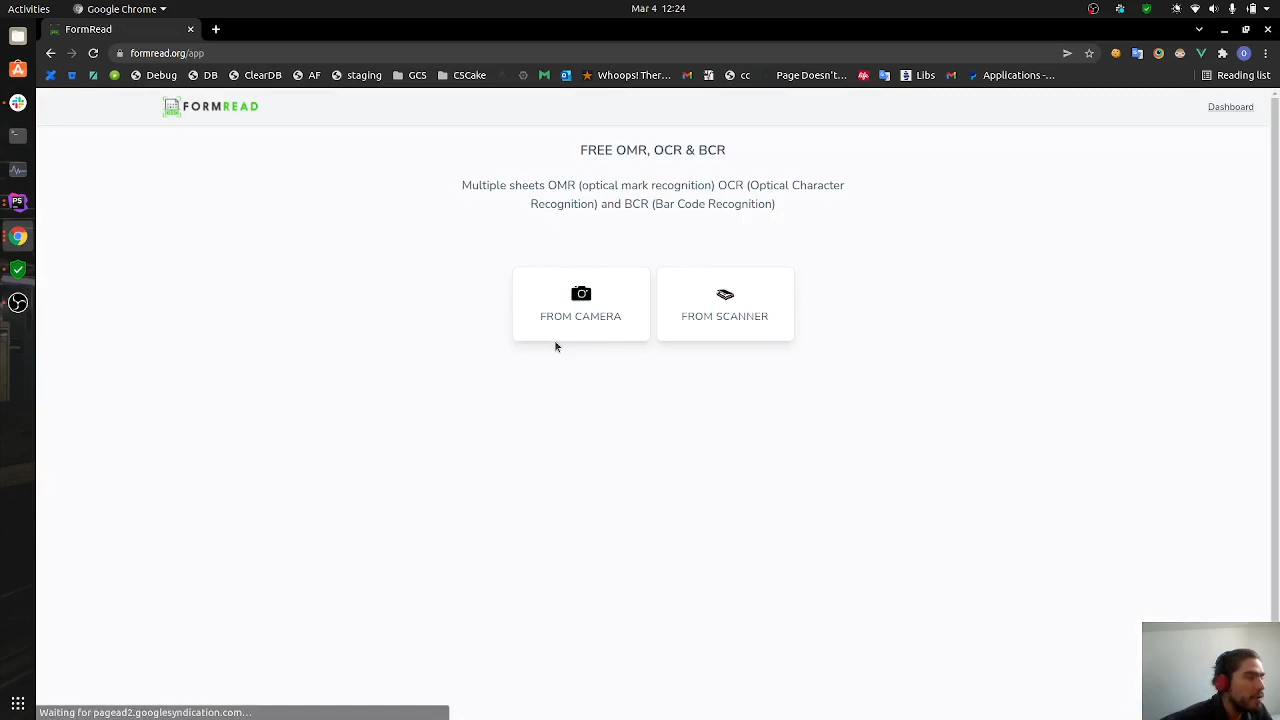 Activities
Google Chrome
Mar 4 12:24
FormRead
formread.org/app
Debug
DBs
ClearDB
AF
staging
GCS
CSCake
Whoops! Ther...
cc
Page Doesn't...
Libs
Applications -...
Reading list
FORMREAD
Dashboard
FREE OMR, OCR & BCR
Multiple sheets OMR (optical mark recognition) OCR (Optical Character
Recognition) and BCR (Bar Code Recognition)
FROM CAMERA
FROM SCANNER
Waiting for pagead2.googlesyndication.com...